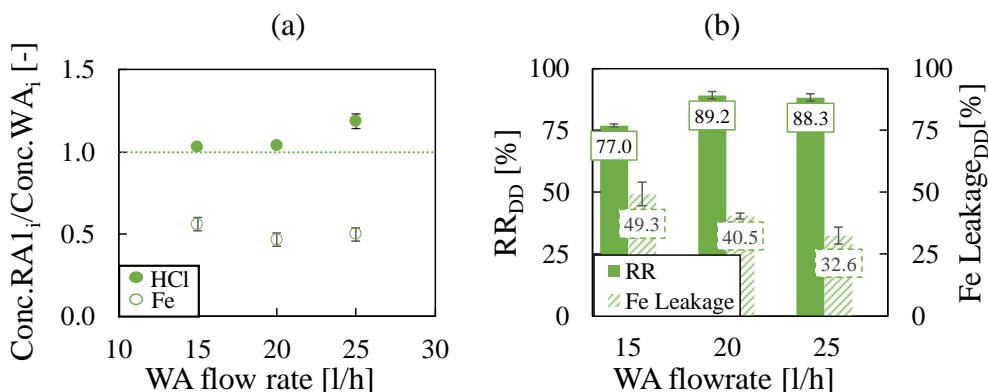 (a)
Conc.RA1i/Conc.WAi [-]
1.5
1.0
0.5
0.0
HCl
Fe
10
15
20
25
30
WA flow rate [l/h]
(b)
RRDD [%]
100
75
50
25
0
77.0
89.2
88.3
49.3
40.5
32.6
RR
Fe Leakage
15
20
25
WA flowrate [l/h]
100
75
50
25
0
Fe LeakageDD[%]